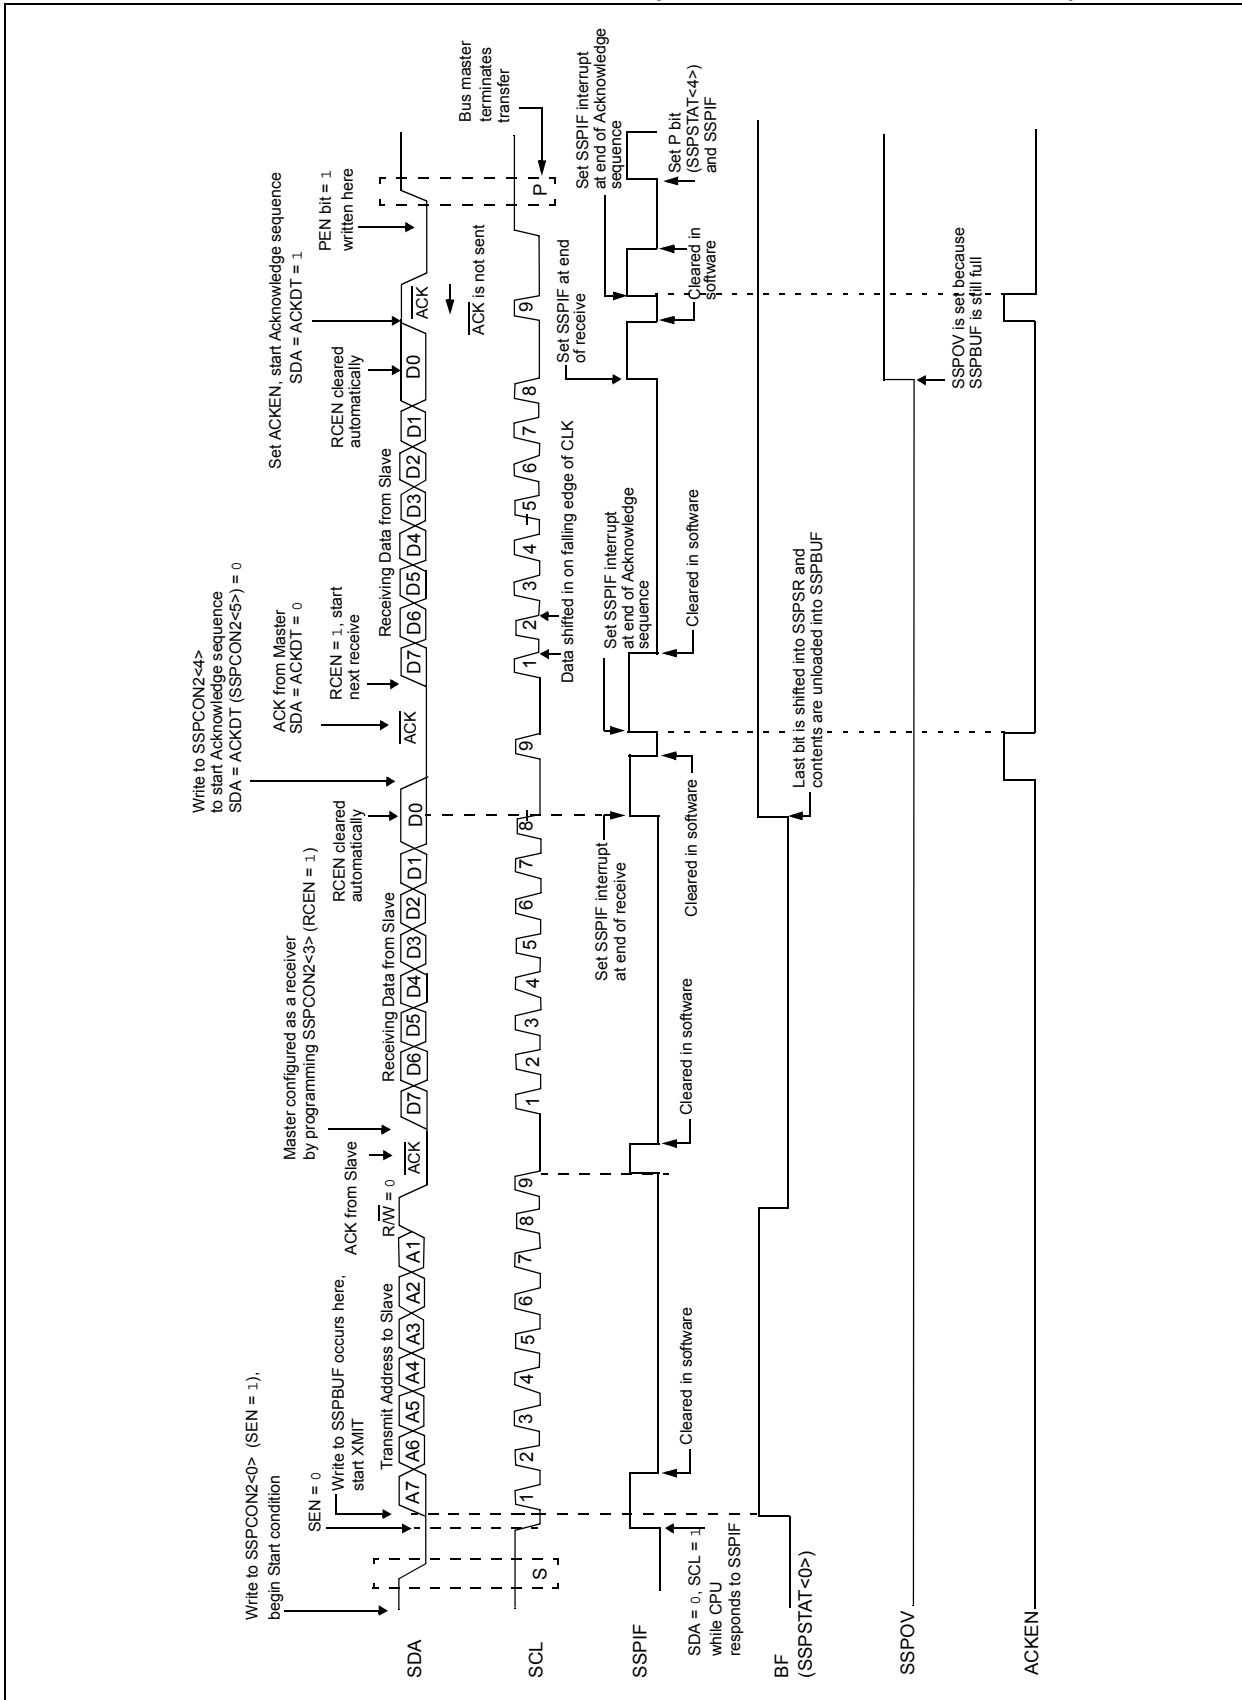 Write to SSPCON2<4>
to start Acknowledge sequence
SDA = ACKDT (SSPCON2<5>) = 0
Write to SSPCON2<0> (SEN = 1),
begin Start condition
Master configured as a receiver
by programming SSPCON2<3> (RCEN = 1)
ACK from Master
SDA = ACKDT = 0
Set ACKEN, start Acknowledge sequence
SDA = ACKDT = 1
SEN = 0
Write to SSPBUF occurs here,
start XMIT
ACK from Slave
RCEN cleared
automatically
RCEN = 1, start
next receive
RCEN cleared
automatically
PEN bit = 1
written here
Transmit Address to Slave
R/W = 0
Receiving Data from Slave
Receiving Data from Slave
SDA
A7 A6 A5 A4 A3 A2 A1
ACK
D7 D6 D5 D4 D3 D2 D1 D0
ACK
D7 D6 D5 D4 D3 D2 D1 D0
ACK
ACK is not sent
Bus master
terminates
transfer
SCL
S
1 2 3 4 5 6 7 8 9
1 2 3 4 5 6 7 8 9
1 2 3 4 5 6 7 8 9
P
Data shifted in on falling edge of CLK
Set SSPIF at end
of receive
Set SSPIF interrupt
at end of Acknowledge
sequence
Set SSPIF interrupt
at end of receive
Set SSPIF interrupt
at end of Acknowledge
sequence
SSPIF
SDA = 0, SCL = 1
while CPU
responds to SSPIF
Cleared in software
Cleared in software
Cleared in software
Cleared in software
Cleared in
software
Set P bit
(SSPSTAT<4>)
and SSPIF
BF
(SSPSTAT<0>)
Last bit is shifted into SSPSR and
contents are unloaded into SSPBUF
SSPOV
SSPOV is set because
SSPBUF is still full
ACKEN